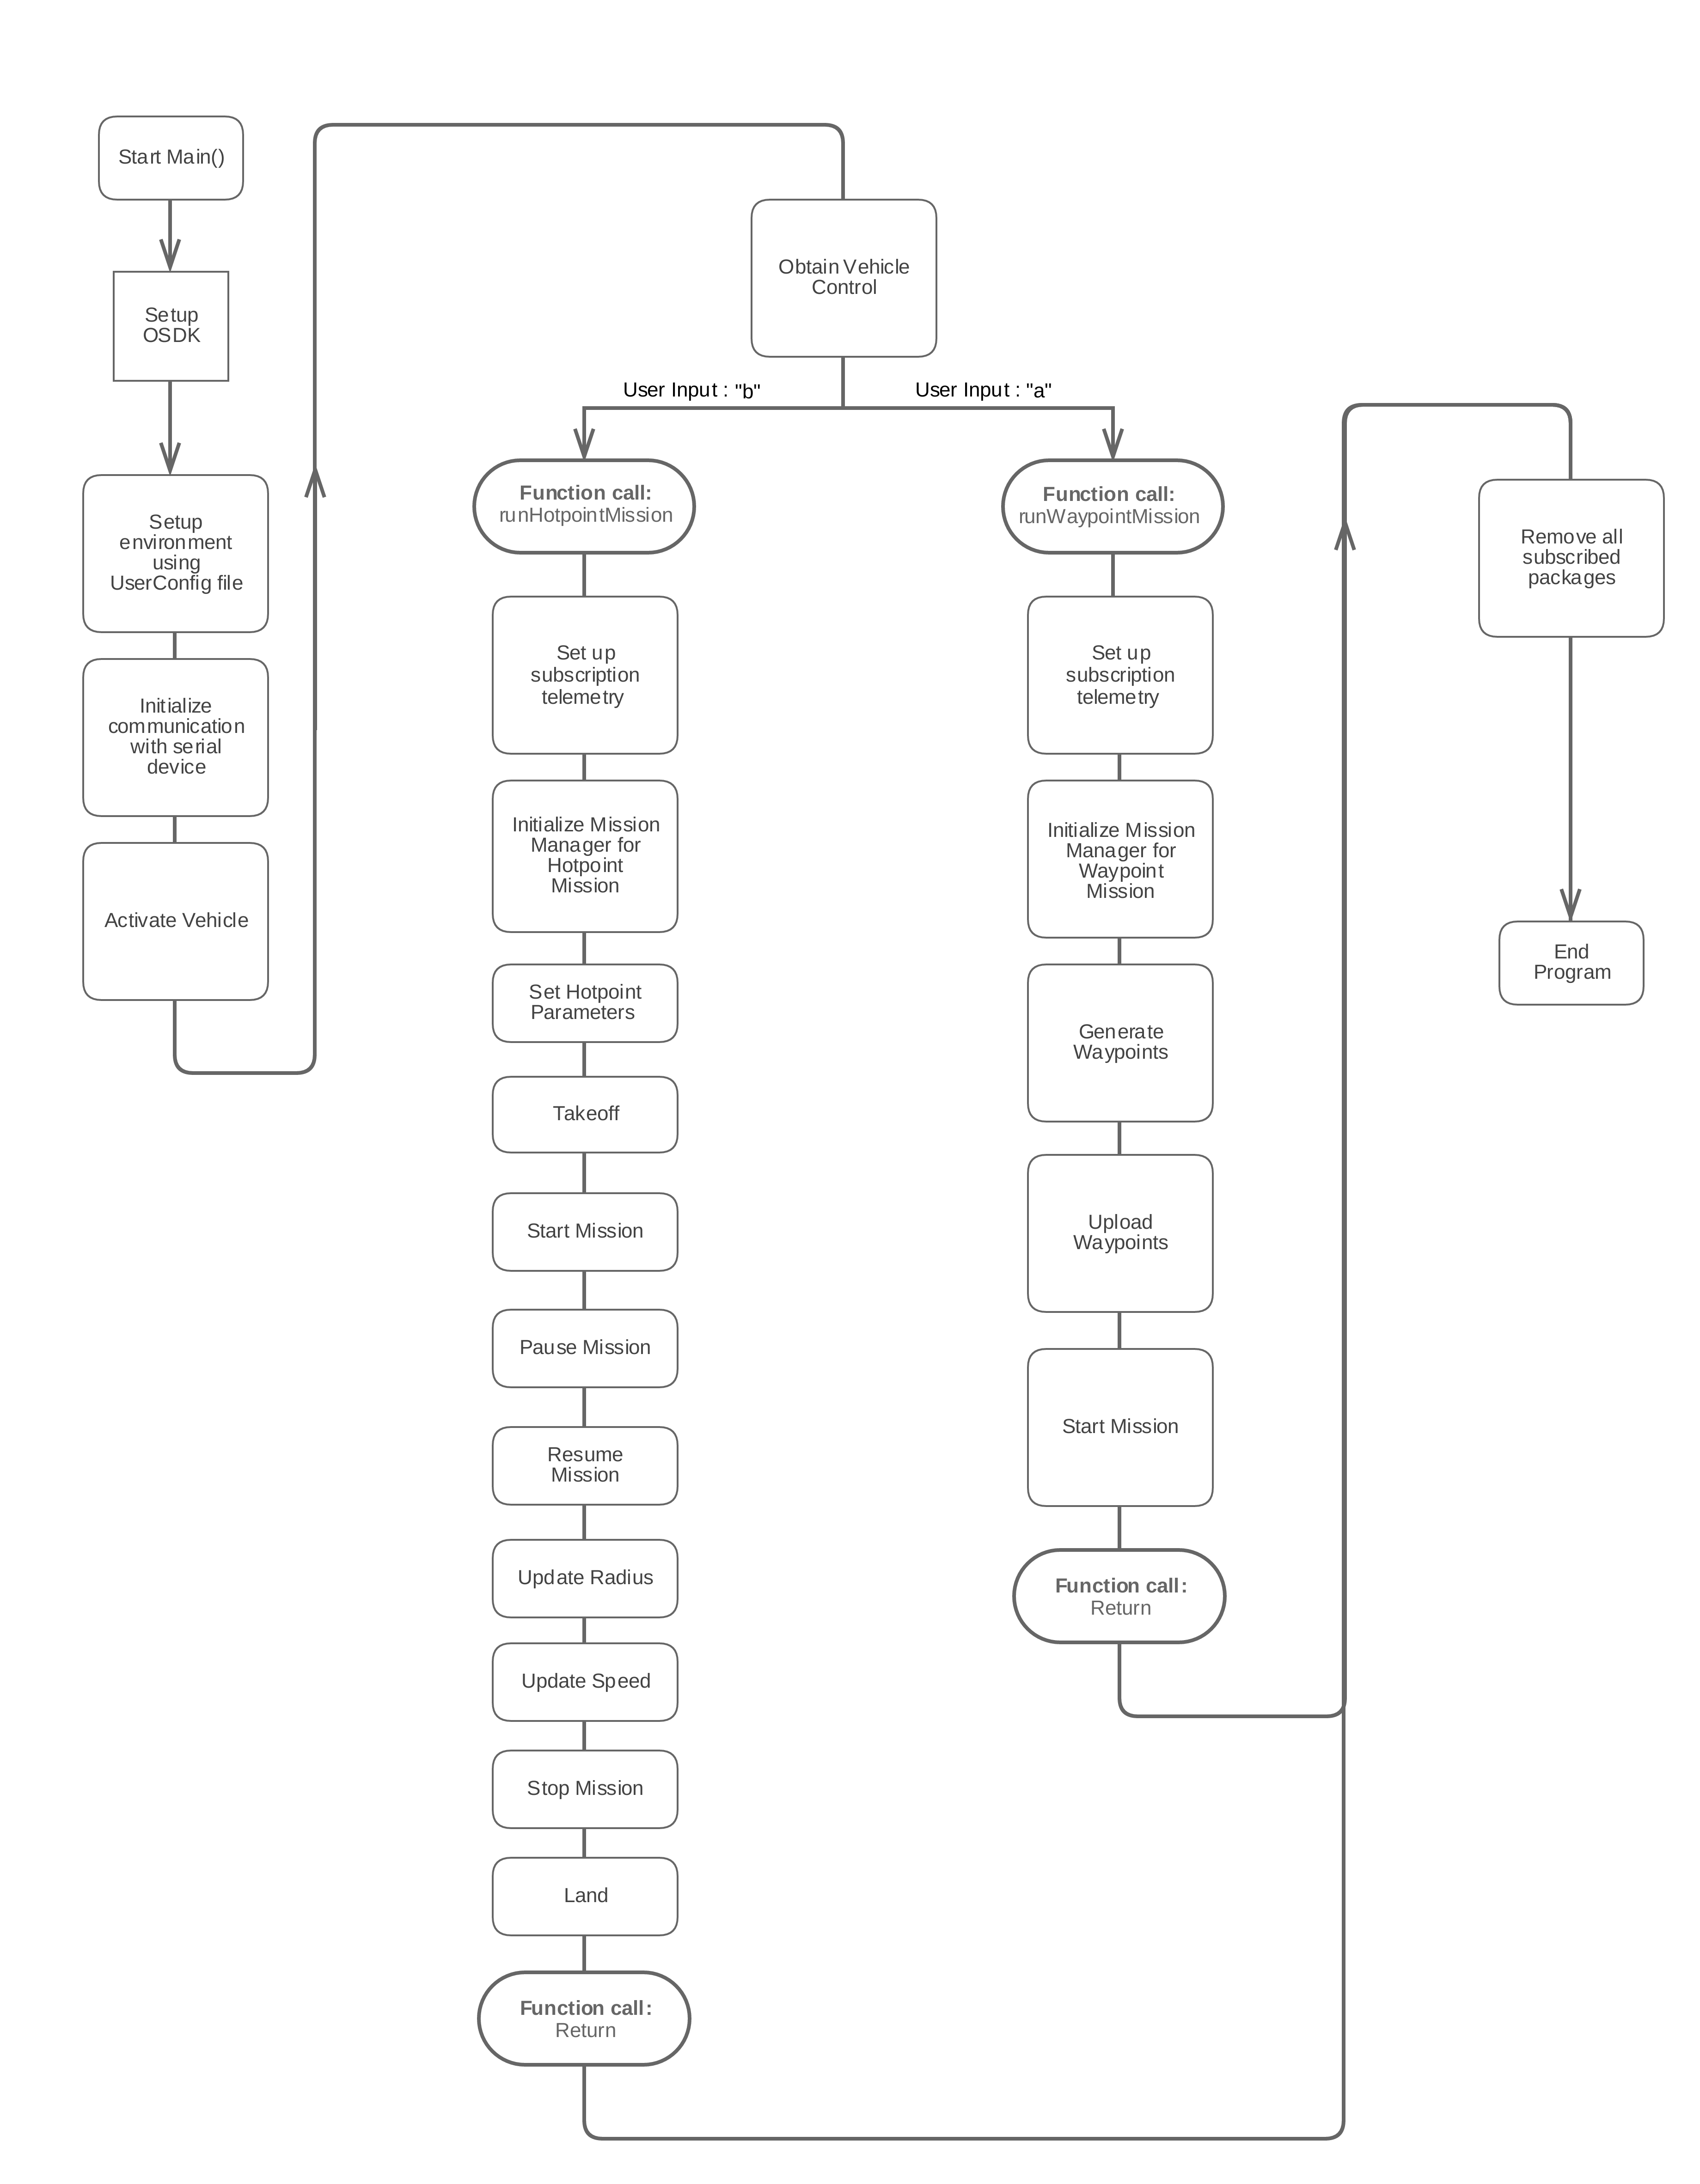 Start Main()
Setup
OSDK
Setup
environment
using
UserConfig file
Initialize
communication
with serial
device
Activate Vehicle
Obtain Vehicle
Control
User Input : "b"
User Input : "a"
Function call:
runHotpointMission
Set up
subscription
telemetry
Initialize Mission
Manager for
Hotpoint
Mission
Set Hotpoint
Parameters
Takeoff
Start Mission
Pause Mission
Resume
Mission
Update Radius
Update Speed
Stop Mission
Land
Function call:
Return
Function call:
runWaypointMission
Set up
subscription
telemetry
Initialize Mission
Manager for
Waypoint
Mission
Generate
Waypoints
Upload
Waypoints
Start Mission
Function call:
Return
Remove all
subscribed
packages
End
Program